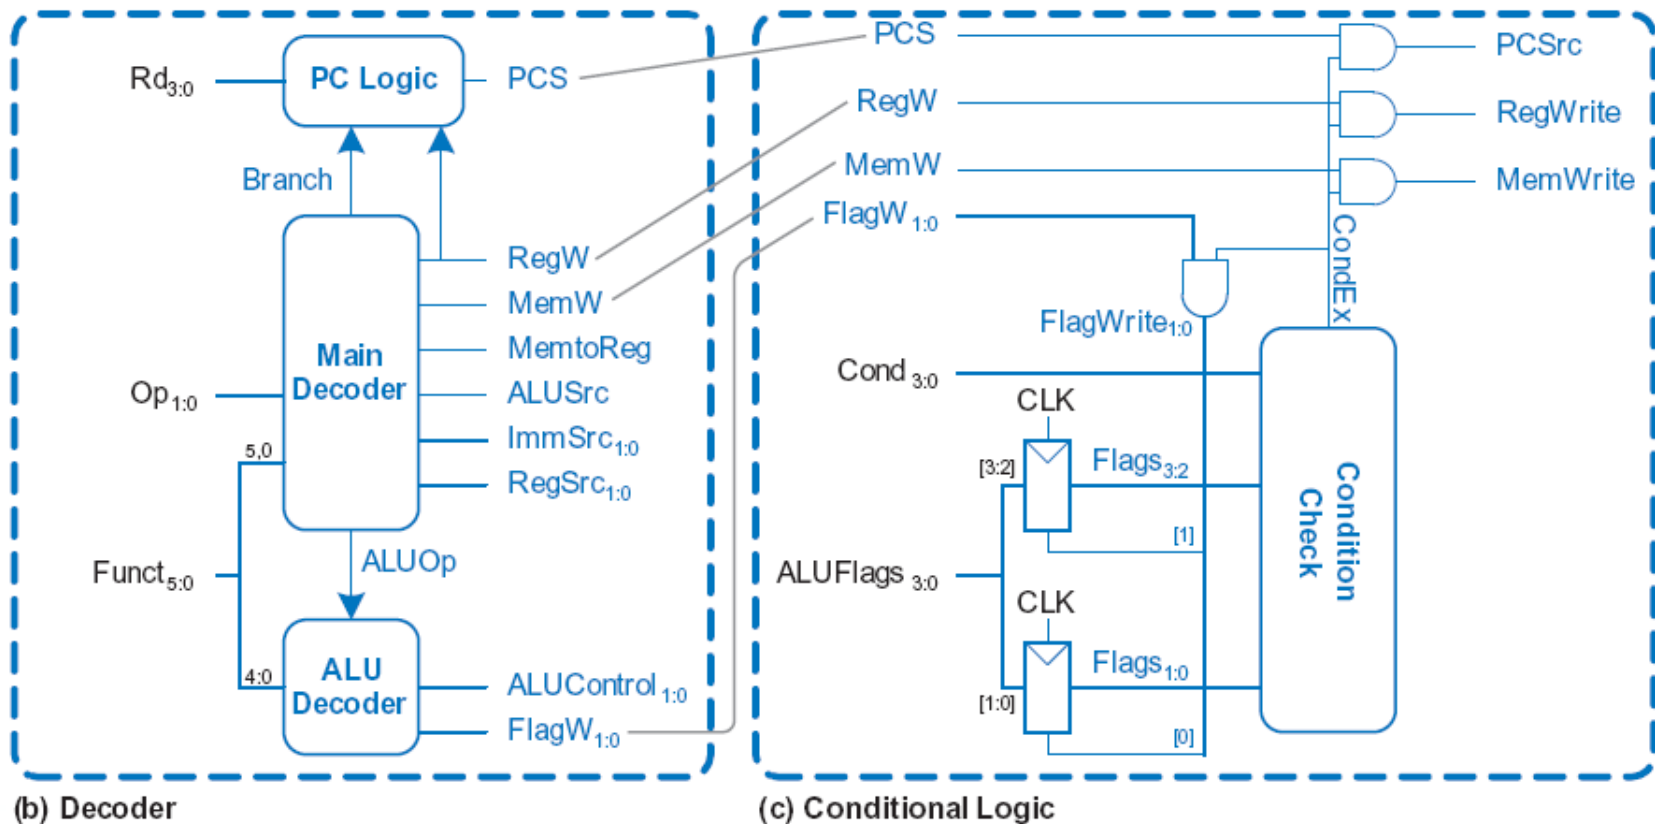 Rd3:0
PC Logic
PCS
Branch
RegW
MemW
MemtoReg
ALUSrc
ImmSrc1:0
RegSrc1:0
Main
Decoder
Op1:0
5,0
Funct5:0
ALUOp
4:0
ALU
Decoder
ALUControl1:0
FlagW1:0
(b) Decoder
PCS
PCSrc
RegW
RegWrite
MemW
MemWrite
FlagW1:0
CondEx
FlagWrite1:0
Cond3:0
CLK
[3:2]
Flags3:2
[1]
ALUFlags3:0
CLK
[1:0]
Flags1:0
[0]
Condition
Check
(c) Conditional Logic